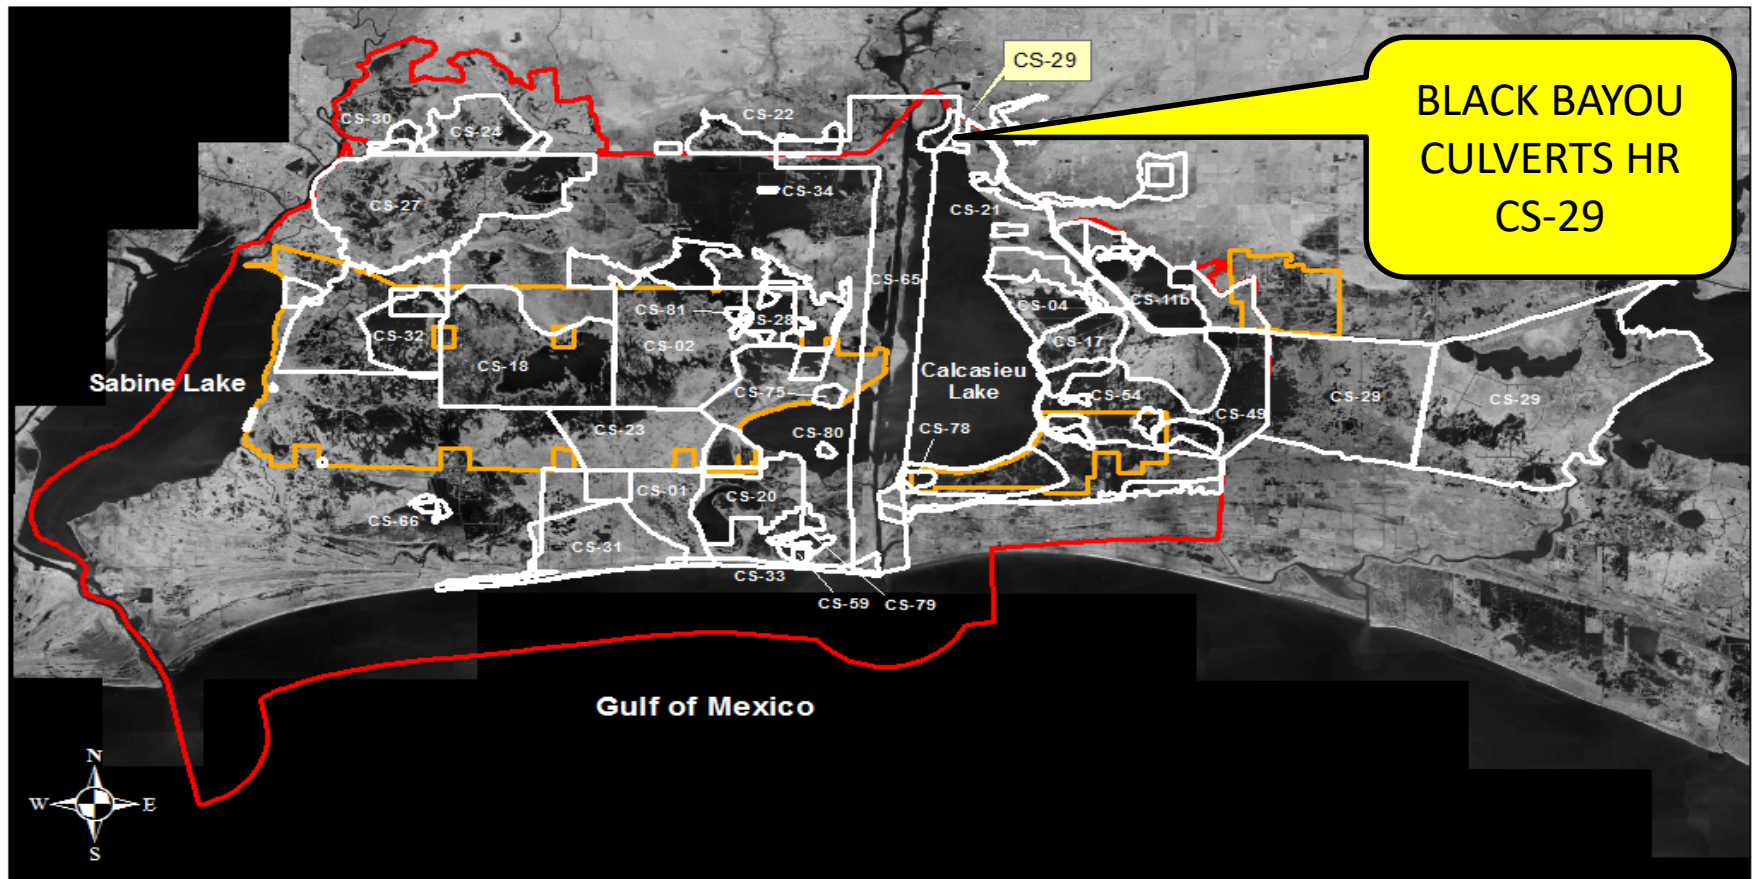 CS-29
BLACK BAYOU
CULVERTS HR
CS-29
CS-30
CS-24
CS-22
CS-34
CS-27
CS-21
CS-65
CS-81
CS-28
CS-04
CS-11b
CS-32
CS-02
CS-17
CS-18
Sabine Lake
Calcasieu
Lake
CS-75
CS-54
CS-29
CS-29
CS-49
CS-23
CS-80
CS-78
CS-01
CS-20
CS-66
CS-31
CS-33
CS-59
CS-79
Gulf of Mexico
N
W
E
S